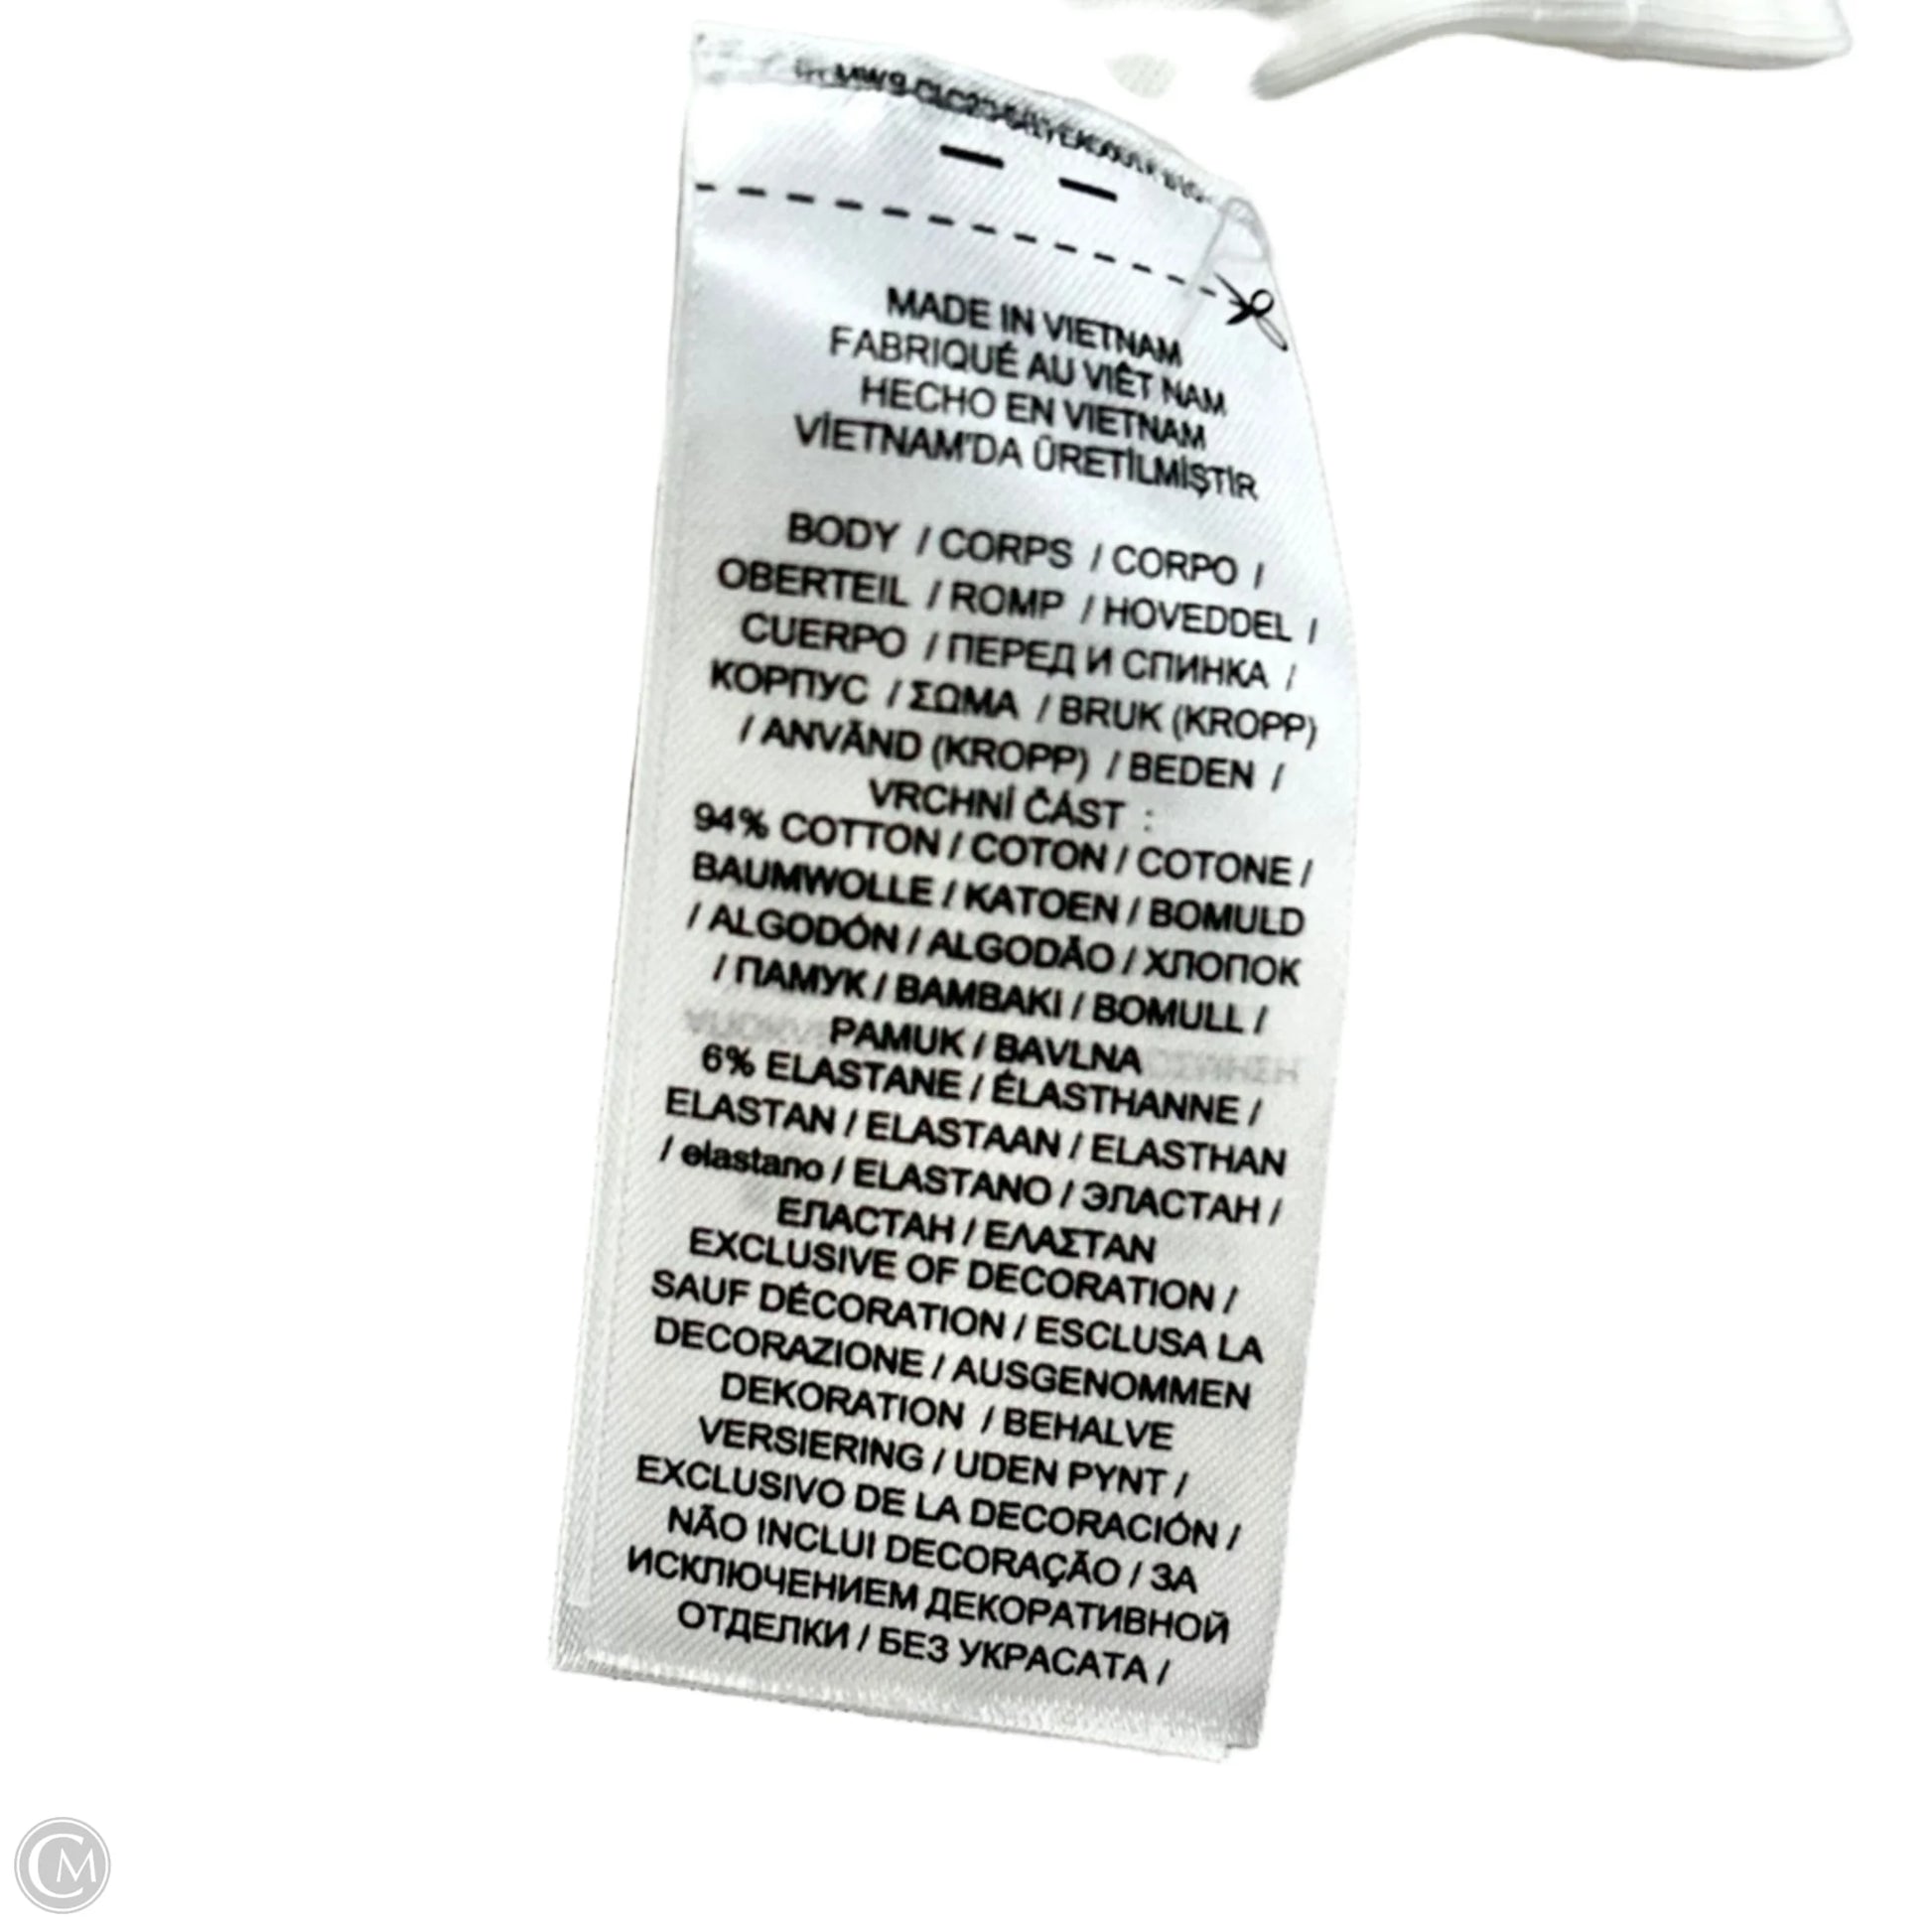 MADE IN VIETNAM
FABRIQUÉ AU VIÊT NAM
HECHO EN VIETNAM
VİETNAM'DA ÜRETİLMİŞTİR
BODY / CORPS / CORPO /
OBERTEIL / ROMP / HOVEDDEL /
CUERPO / ПЕРЕД И СПИНКА /
КОРПУС / ΣΩΜΑ / BRUK (KROPP)
/ ANVÄND (KROPP) / BEDEN /
VRCHNÍ ČÁST :
94% COTTON / COTON / COTONE /
BAUMWOLLE / KATOEN / BOMULD
/ ALGODÓN / ALGODÃO / ХЛОПОК
/ ПАМУК / BAMBAKI / BOMULL /
PAMUK / BAVLNA
6% ELASTANE / ÉLASTHANNE /
ELASTAN / ELASTAAN / ELASTHAN
/ elastano / ELASTANO / ЭЛАСТАН /
ЕЛАСТАН / ΕΛΑΣΤΑΝ
EXCLUSIVE OF DECORATION /
SAUF DÉCORATION / ESCLUSA LA
DECORAZIONE / AUSGENOMMEN
DEKORATION / BEHALVE
VERSIERING / UDEN PYNT /
EXCLUSIVO DE LA DECORACIÓN /
NÃO INCLUI DECORAÇÃO / ЗА
ИСКЛЮЧЕНИЕМ ДЕКОРАТИВНОЙ
ОТДЕЛКИ / БЕЗ УКРАСАТА /
CM